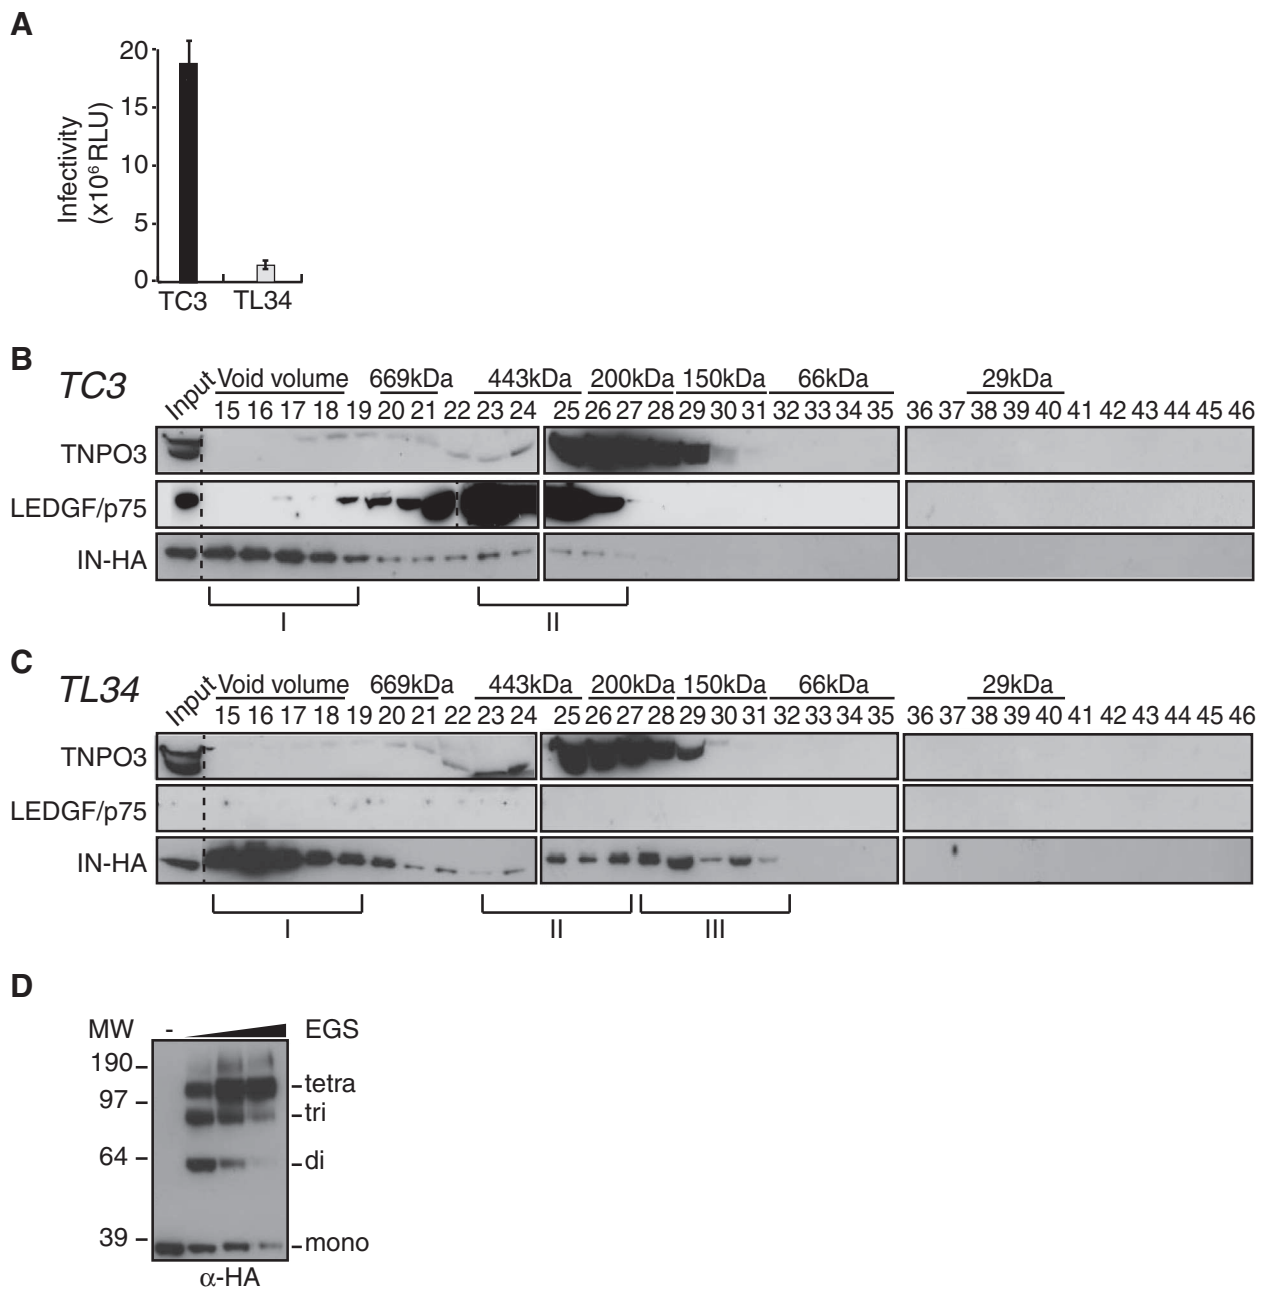 A
20
15
10
5
0
Infectivity
(x10⁶ RLU)
TC3 TL34
B
TC3
Input Void volume 669kDa 443kDa 200kDa 150kDa 66kDa 29kDa
15 16 17 18 19 20 21 22 23 24 25 26 27 28 29 30 31 32 33 34 35 36 37 38 39 40 41 42 43 44 45 46
TNPO3
LEDGF/p75
IN-HA
I II
C
TL34
Input Void volume 669kDa 443kDa 200kDa 150kDa 66kDa 29kDa
15 16 17 18 19 20 21 22 23 24 25 26 27 28 29 30 31 32 33 34 35 36 37 38 39 40 41 42 43 44 45 46
TNPO3
LEDGF/p75
IN-HA
I II III
D
MW - EGS
190
tetra
97
tri
64
di
39
mono
α-HA